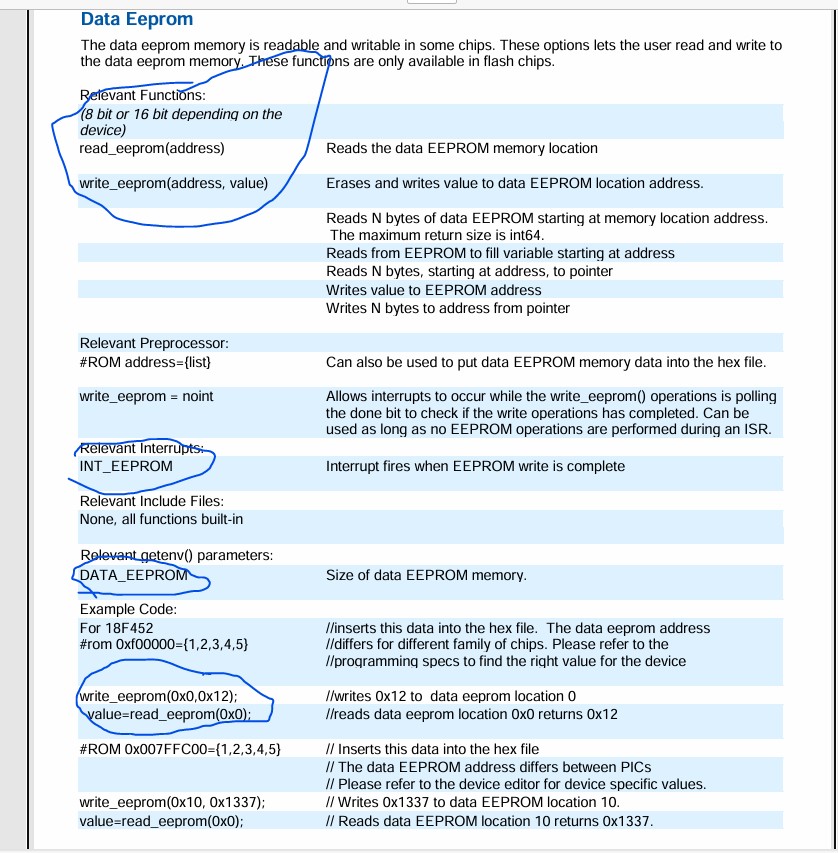 Data Eeprom
The data eeprom memory is readable and writable in some chips. These options lets the user read and write to
the data eeprom memory. These functions are only available in flash chips.
Relevant Functions:
(8 bit or 16 bit depending on the
device)
read_eeprom(address) Reads the data EEPROM memory location
write_eeprom(address, value) Erases and writes value to data EEPROM location address.
Reads N bytes of data EEPROM starting at memory location address.
The maximum return size is int64.
Reads from EEPROM to fill variable starting at address
Reads N bytes, starting at address, to pointer
Writes value to EEPROM address
Writes N bytes to address from pointer
Relevant Preprocessor:
#ROM address={list} Can also be used to put data EEPROM memory data into the hex file.
write_eeprom = noint Allows interrupts to occur while the write_eeprom() operations is polling
the done bit to check if the write operations has completed. Can be
used as long as no EEPROM operations are performed during an ISR.
Relevant Interrupts:
INT_EEPROM Interrupt fires when EEPROM write is complete
Relevant Include Files:
None, all functions built-in
Relevant getenv() parameters:
DATA_EEPROM Size of data EEPROM memory.
Example Code:
For 18F452 //inserts this data into the hex file. The data eeprom address
#rom 0xf00000={1,2,3,4,5} //differs for different family of chips. Please refer to the
//programming specs to find the right value for the device
write_eeprom(0x0,0x12); //writes 0x12 to data eeprom location 0
value=read_eeprom(0x0); //reads data eeprom location 0x0 returns 0x12
#ROM 0x007FFC00={1,2,3,4,5} // Inserts this data into the hex file
// The data EEPROM address differs between PICs
// Please refer to the device editor for device specific values.
write_eeprom(0x10, 0x1337); // Writes 0x1337 to data EEPROM location 10.
value=read_eeprom(0x0); // Reads data EEPROM location 10 returns 0x1337.